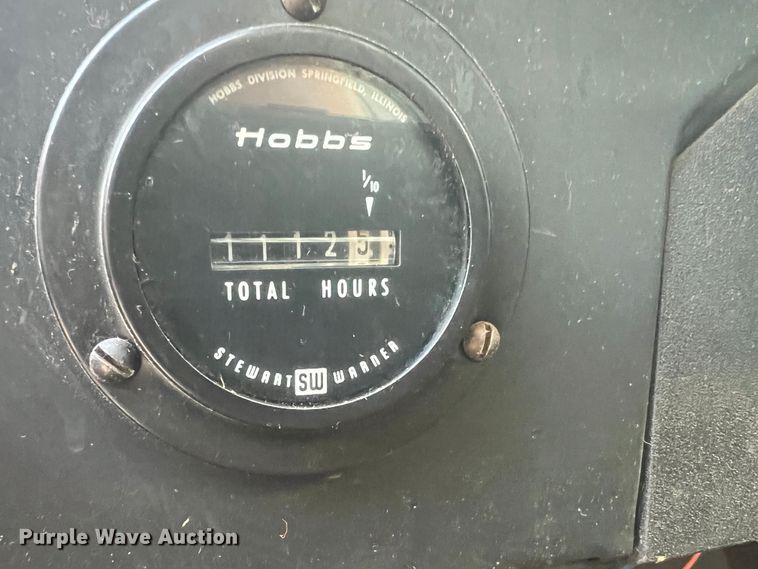 HOBBS DIVISION SPRINGFIELD, ILLINOIS
Hobbs
1/10
1 1 1 2 5
TOTAL HOURS
STEWART SW WARNER
Purple Wave Auction